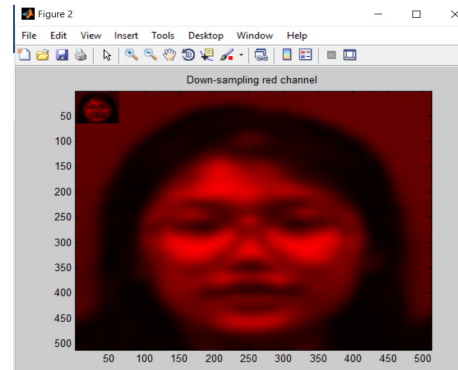 Figure 2
File Edit View Insert Tools Desktop Window Help
Down-sampling red channel
50
100
150
200
250
300
350
400
450
500
50 100 150 200 250 300 350 400 450 500